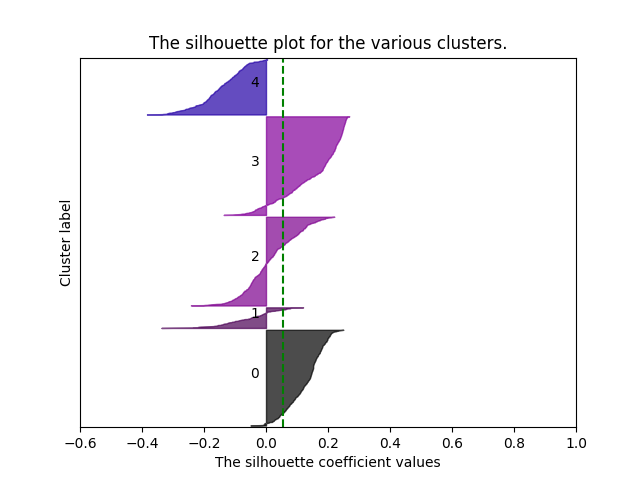 The silhouette plot for the various clusters.
Cluster label
4
3
2
1
0
−0.6 −0.4 −0.2 0.0 0.2 0.4 0.6 0.8 1.0
The silhouette coefficient values